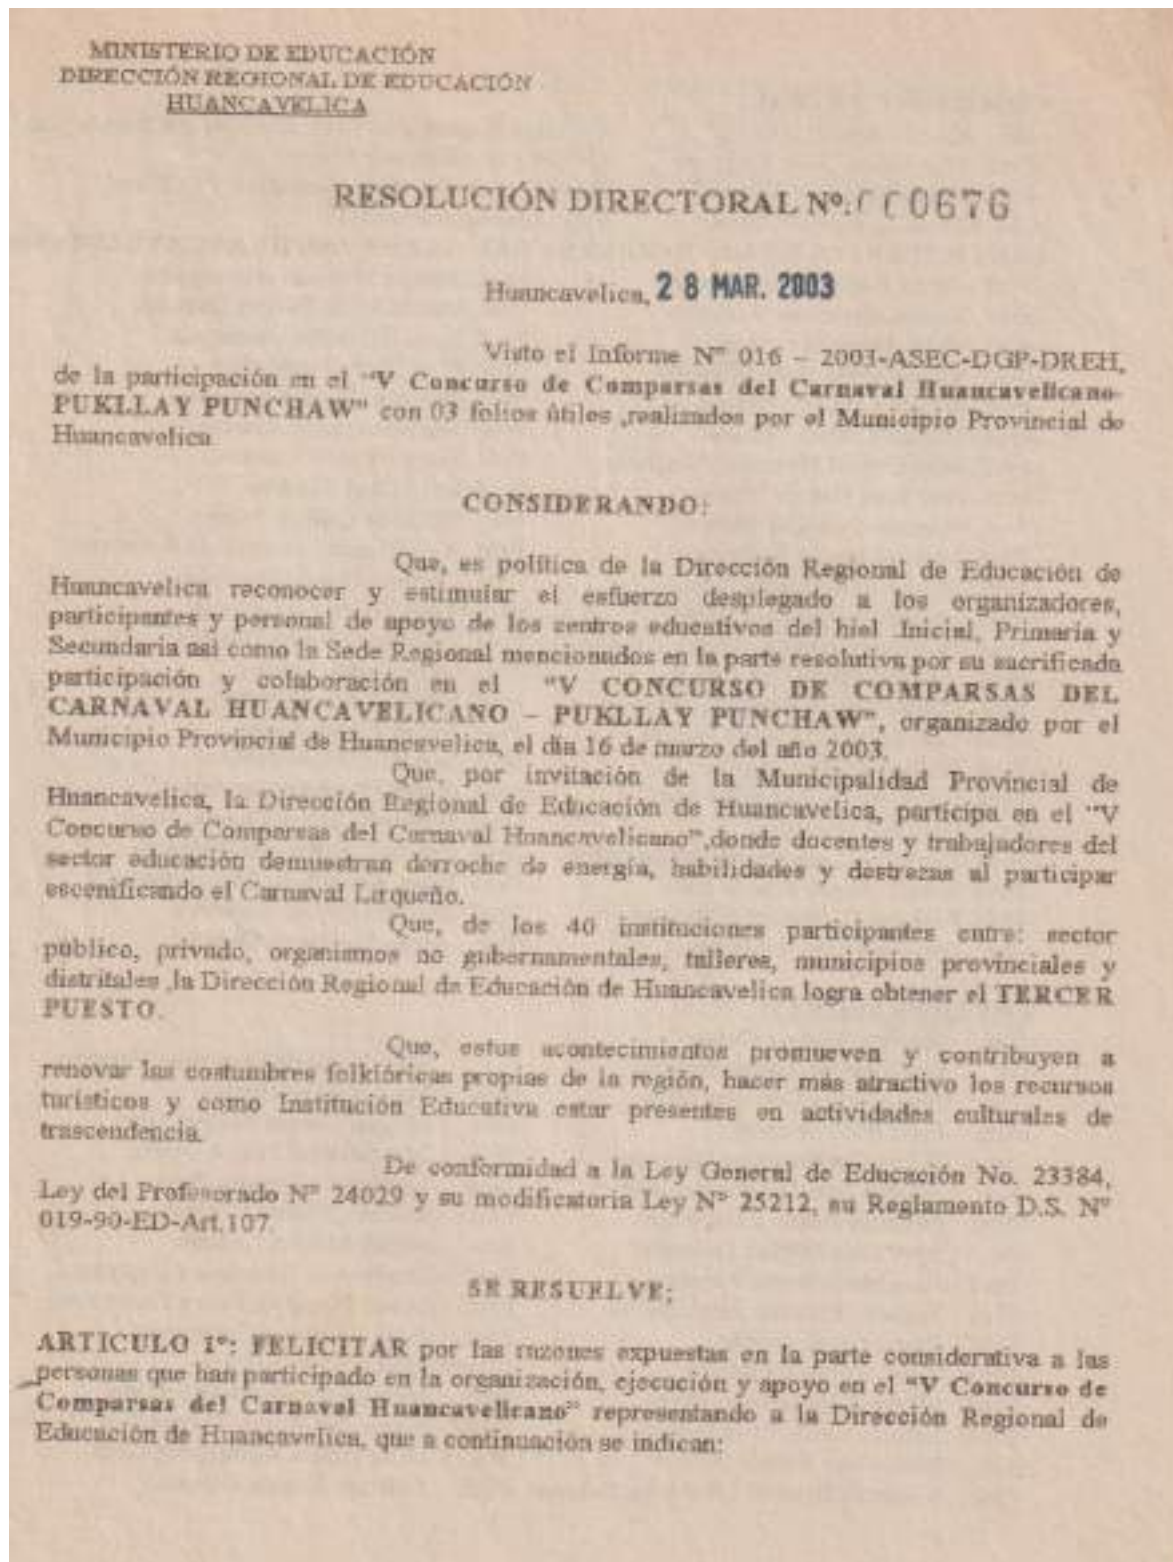 MINISTERIO DE EDUCACIÓN
DIRECCIÓN REGIONAL DE EDUCACIÓN
HUANCAVELICA
RESOLUCIÓN DIRECTORAL Nº. 000676
Huancavelica, 28 MAR. 2003
Visto el Informe Nº 016 – 2003-ASEC-DGP-DREH,
de la participación en el "V Concurso de Comparsas del Carnaval Huancavelicano-
PUKLLAY PUNCHAW" con 03 folios útiles ,realizados por el Municipio Provincial de
Huancavelica
CONSIDERANDO:
Que, es política de la Dirección Regional de Educación de
Huancavelica reconocer y estimular el esfuerzo desplegado a los organizadores,
participantes y personal de apoyo de los centros educativos del Inicial, Primaria y
Secundaria así como la Sede Regional mencionados en la parte resolutiva por su sacrificada
participación y colaboración en el "V CONCURSO DE COMPARSAS DEL
CARNAVAL HUANCAVELICANO – PUKLLAY PUNCHAW", organizado por el
Municipio Provincial de Huancavelica, el día 16 de marzo del año 2003.
Que, por invitación de la Municipalidad Provincial de
Huancavelica, la Dirección Regional de Educación de Huancavelica, participa en el "V
Concurso de Comparsas del Carnaval Huancavelicano",donde docentes y trabajadores del
sector educación demuestran derroche de energía, habilidades y destrezas al participar
escenificando el Carnaval Lirqueño.
Que, de los 40 instituciones participantes entre: sector
público, privado, organismos no gubernamentales, talleres, municipios provinciales y
distritales ,la Dirección Regional de Educación de Huancavelica logra obtener el TERCER
PUESTO.
Que, estos acontecimientos promueven y contribuyen a
renovar las costumbres folklóricas propias de la región, hacer más atractivo los recursos
turísticos y como Institución Educativa estar presentes en actividades culturales de
trascendencia.
De conformidad a la Ley General de Educación No. 23384,
Ley del Profesorado Nº 24029 y su modificatoria Ley Nº 25212, su Reglamento D.S. Nº
019-90-ED-Art.107.
SE RESUELVE;
ARTICULO 1º: FELICITAR por las razones expuestas en la parte considerativa a las
personas que han participado en la organización, ejecución y apoyo en el "V Concurso de
Comparsas del Carnaval Huancavelicano" representando a la Dirección Regional de
Educación de Huancavelica, que a continuación se indican: